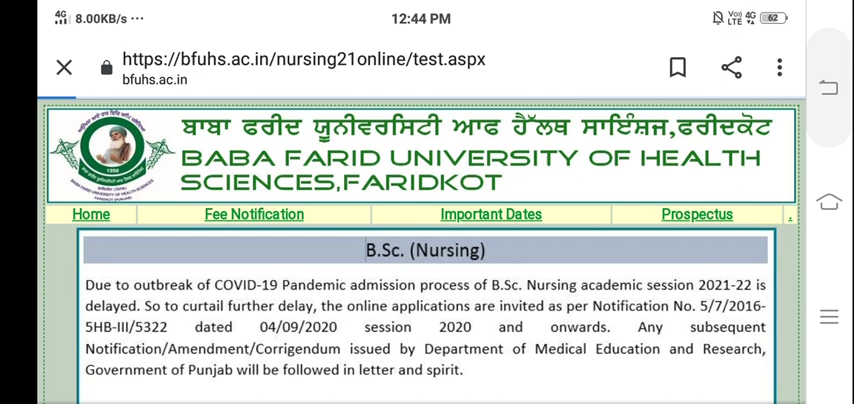 4G 8.00KB/s ··· 12:44 PM Vo) LTE 4G 62
https://bfuhs.ac.in/nursing21online/test.aspx
bfuhs.ac.in
ਬਾਬਾ ਫਰੀਦ ਯੂਨੀਵਰਸਿਟੀ ਆਫ ਹੈੱਲਥ ਸਾਇੰਸਜ,ਫਰੀਦਕੋਟ
BABA FARID UNIVERSITY OF HEALTH
SCIENCES,FARIDKOT
1998
Home Fee Notification Important Dates Prospectus .
B.Sc. (Nursing)
Due to outbreak of COVID-19 Pandemic admission process of B.Sc. Nursing academic session 2021-22 is
delayed. So to curtail further delay, the online applications are invited as per Notification No. 5/7/2016-
5HB-III/5322 dated 04/09/2020 session 2020 and onwards. Any subsequent
Notification/Amendment/Corrigendum issued by Department of Medical Education and Research,
Government of Punjab will be followed in letter and spirit.